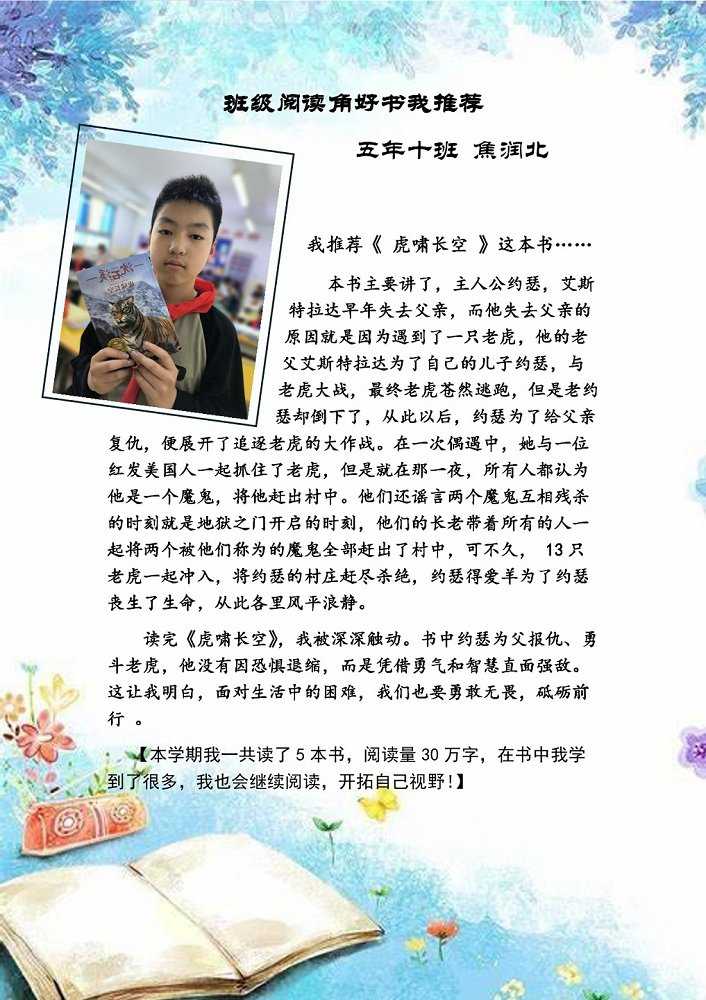 班级阅读角好书我推荐
五年十班 焦润北
我推荐《 虎啸长空 》这本书……
本书主要讲了，主人公约瑟，艾斯
特拉达早年失去父亲，而他失去父亲的
原因就是因为遇到了一只老虎，他的老
父艾斯特拉达为了自己的儿子约瑟，与
老虎大战，最终老虎苍然逃跑，但是老约
瑟却倒下了，从此以后，约瑟为了给父亲
复仇，便展开了追逐老虎的大作战。在一次偶遇中，她与一位
红发美国人一起抓住了老虎，但是就在那一夜，所有人都认为
他是一个魔鬼，将他赶出村中。他们还谣言两个魔鬼互相残杀
的时刻就是地狱之门开启的时刻，他们的长老带着所有的人一
起将两个被他们称为的魔鬼全部赶出了村中，可不久， 13 只
老虎一起冲入，将约瑟的村庄赶尽杀绝，约瑟得爱羊为了约瑟
丧生了生命，从此各里风平浪静。
读完《虎啸长空》，我被深深触动。书中约瑟为父报仇、勇
斗老虎，他没有因恐惧退缩，而是凭借勇气和智慧直面强敌。
这让我明白，面对生活中的困难，我们也要勇敢无畏，砥砺前
行 。
【本学期我一共读了 5 本书，阅读量 30 万字，在书中我学
到了很多，我也会继续阅读，开拓自己视野！】